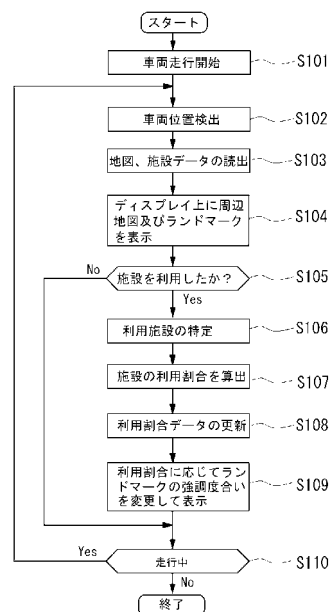 スタート
車両走行開始
S101
車両位置検出
S102
地図、施設データの読出
S103
ディスプレイ上に周辺
地図及びランドマーク
を表示
S104
No
施設を利用したか?
S105
Yes
利用施設の特定
S106
施設の利用割合を算出
S107
利用割合データの更新
S108
利用割合に応じてラン
ドマークの強調度合い
を変更して表示
S109
Yes
走行中
S110
No
終了